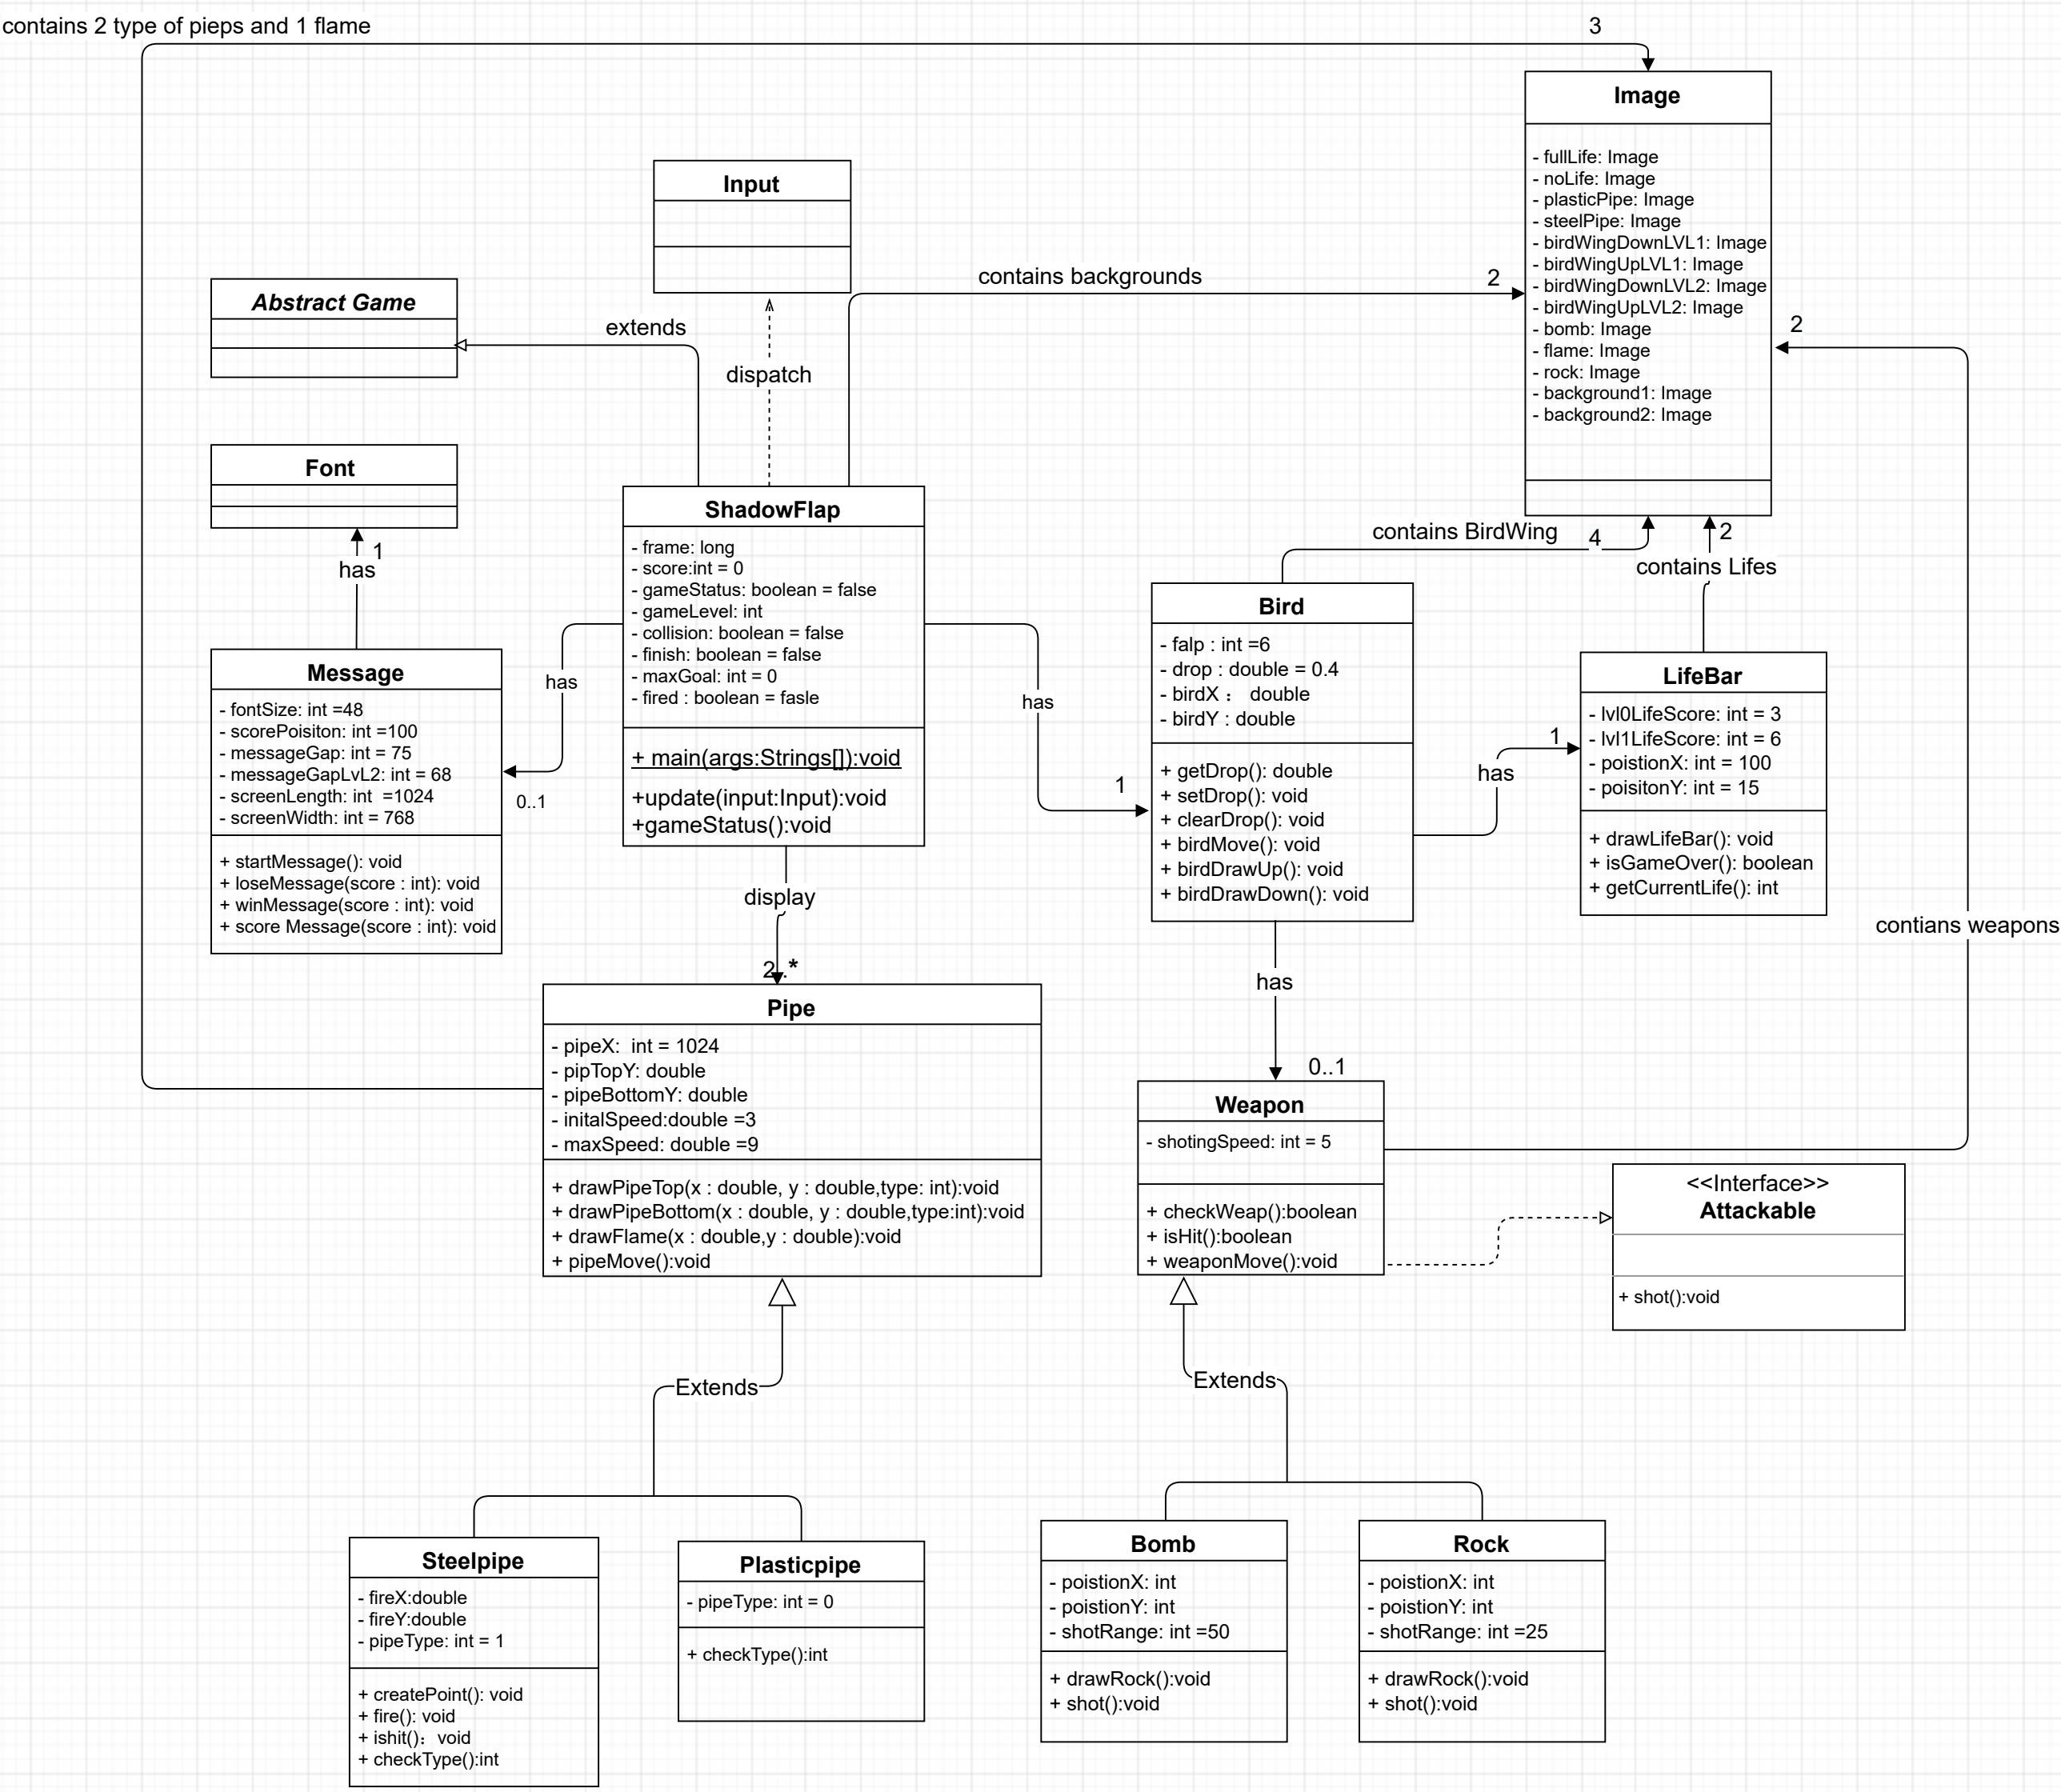 contains 2 type of pieps and 1 flame
3
Image
- fullLife: Image
- noLife: Image
- plasticPipe: Image
- steelPipe: Image
- birdWingDownLVL1: Image
- birdWingUpLVL1: Image
- birdWingDownLVL2: Image
- birdWingUpLVL2: Image
- bomb: Image
- flame: Image
- rock: Image
- background1: Image
- background2: Image
Input
contains backgrounds
2
2
Abstract Game
extends
dispatch
Font
1
has
ShadowFlap
- frame: long
- score:int = 0
- gameStatus: boolean = false
- gameLevel: int
- collision: boolean = false
- finish: boolean = false
- maxGoal: int = 0
- fired : boolean = fasle
+ main(args:Strings[]):void
+update(input:Input):void
+gameStatus():void
contains BirdWing
4
2
contains Lifes
Message
- fontSize: int =48
- scorePoisiton: int =100
- messageGap: int = 75
- messageGapLvL2: int = 68
- screenLength: int  =1024
- screenWidth: int = 768
+ startMessage(): void
+ loseMessage(score : int): void
+ winMessage(score : int): void
+ score Message(score : int): void
has
0..1
has
1
Bird
- falp : int =6
- drop : double = 0.4
- birdX： double
- birdY : double
+ getDrop(): double
+ setDrop(): void
+ clearDrop(): void
+ birdMove(): void
+ birdDrawUp(): void
+ birdDrawDown(): void
1
has
LifeBar
- lvl0LifeScore: int = 3
- lvl1LifeScore: int = 6
- poistionX: int = 100
- poisitonY: int = 15
+ drawLifeBar(): void
+ isGameOver(): boolean
+ getCurrentLife(): int
contians weapons
display
2..*
Pipe
- pipeX:  int = 1024
- pipTopY: double
- pipeBottomY: double
- initalSpeed:double =3
- maxSpeed: double =9
+ drawPipeTop(x : double, y : double,type: int):void
+ drawPipeBottom(x : double, y : double,type:int):void
+ drawFlame(x : double,y : double):void
+ pipeMove():void
has
0..1
Weapon
- shotingSpeed: int = 5
+ checkWeap():boolean
+ isHit():boolean
+ weaponMove():void
<<Interface>>
Attackable
+ shot():void
Extends
Extends
Steelpipe
- fireX:double
- fireY:double
- pipeType: int = 1
+ createPoint(): void
+ fire(): void
+ ishit()： void
+ checkType():int
Plasticpipe
- pipeType: int = 0
+ checkType():int
Bomb
- poistionX: int
- poistionY: int
- shotRange: int =50
+ drawRock():void
+ shot():void
Rock
- poistionX: int
- poistionY: int
- shotRange: int =25
+ drawRock():void
+ shot():void